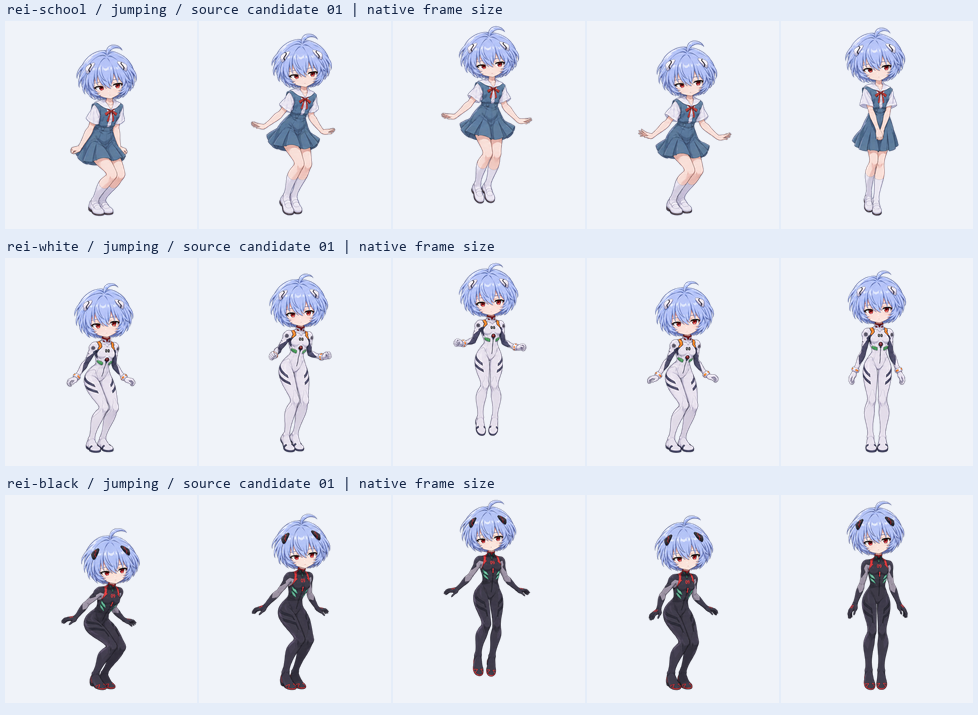 rei-school / jumping / source candidate 01 | native frame size
rei-white / jumping / source candidate 01 | native frame size
rei-black / jumping / source candidate 01 | native frame size